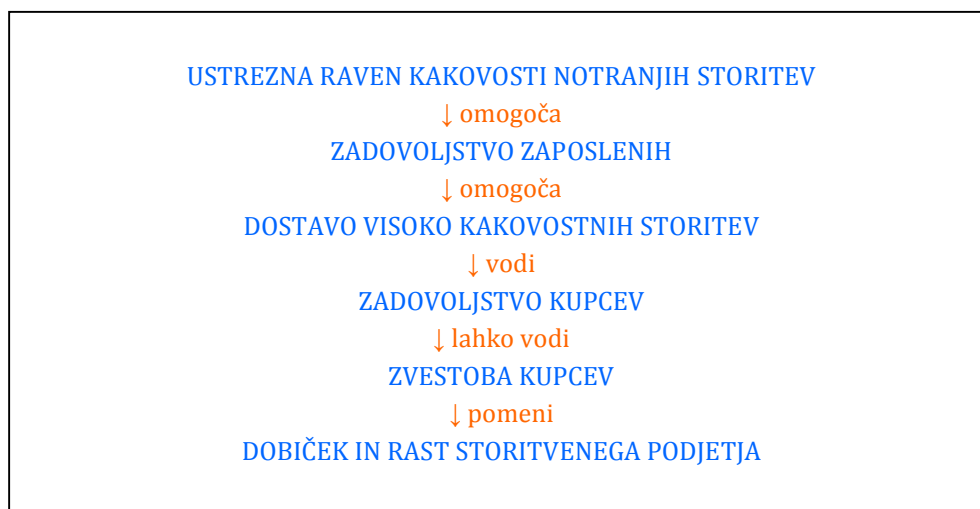 USTREZNA RAVEN KAKOVOSTI NOTRANJIH STORITEV
↓ omogoča
ZADOVOLJSTVO ZAPOSLENIH
↓ omogoča
DOSTAVO VISOKO KAKOVOSTNIH STORITEV
↓ vodi
ZADOVOLJSTVO KUPCEV
↓ lahko vodi
ZVESTOBA KUPCEV
↓ pomeni
DOBIČEK IN RAST STORITVENEGA PODJETJA